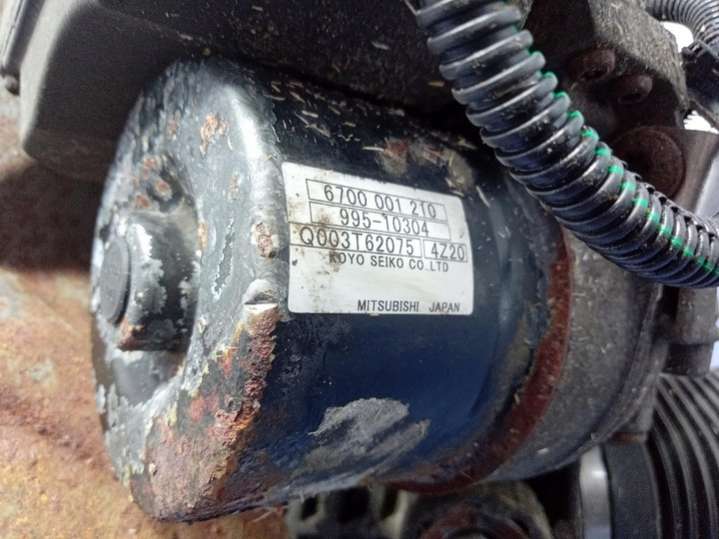 6700 001 210
995-10304
Q003T62075 4Z20
KOYO SEIKO CO.,LTD
MITSUBISHI JAPAN